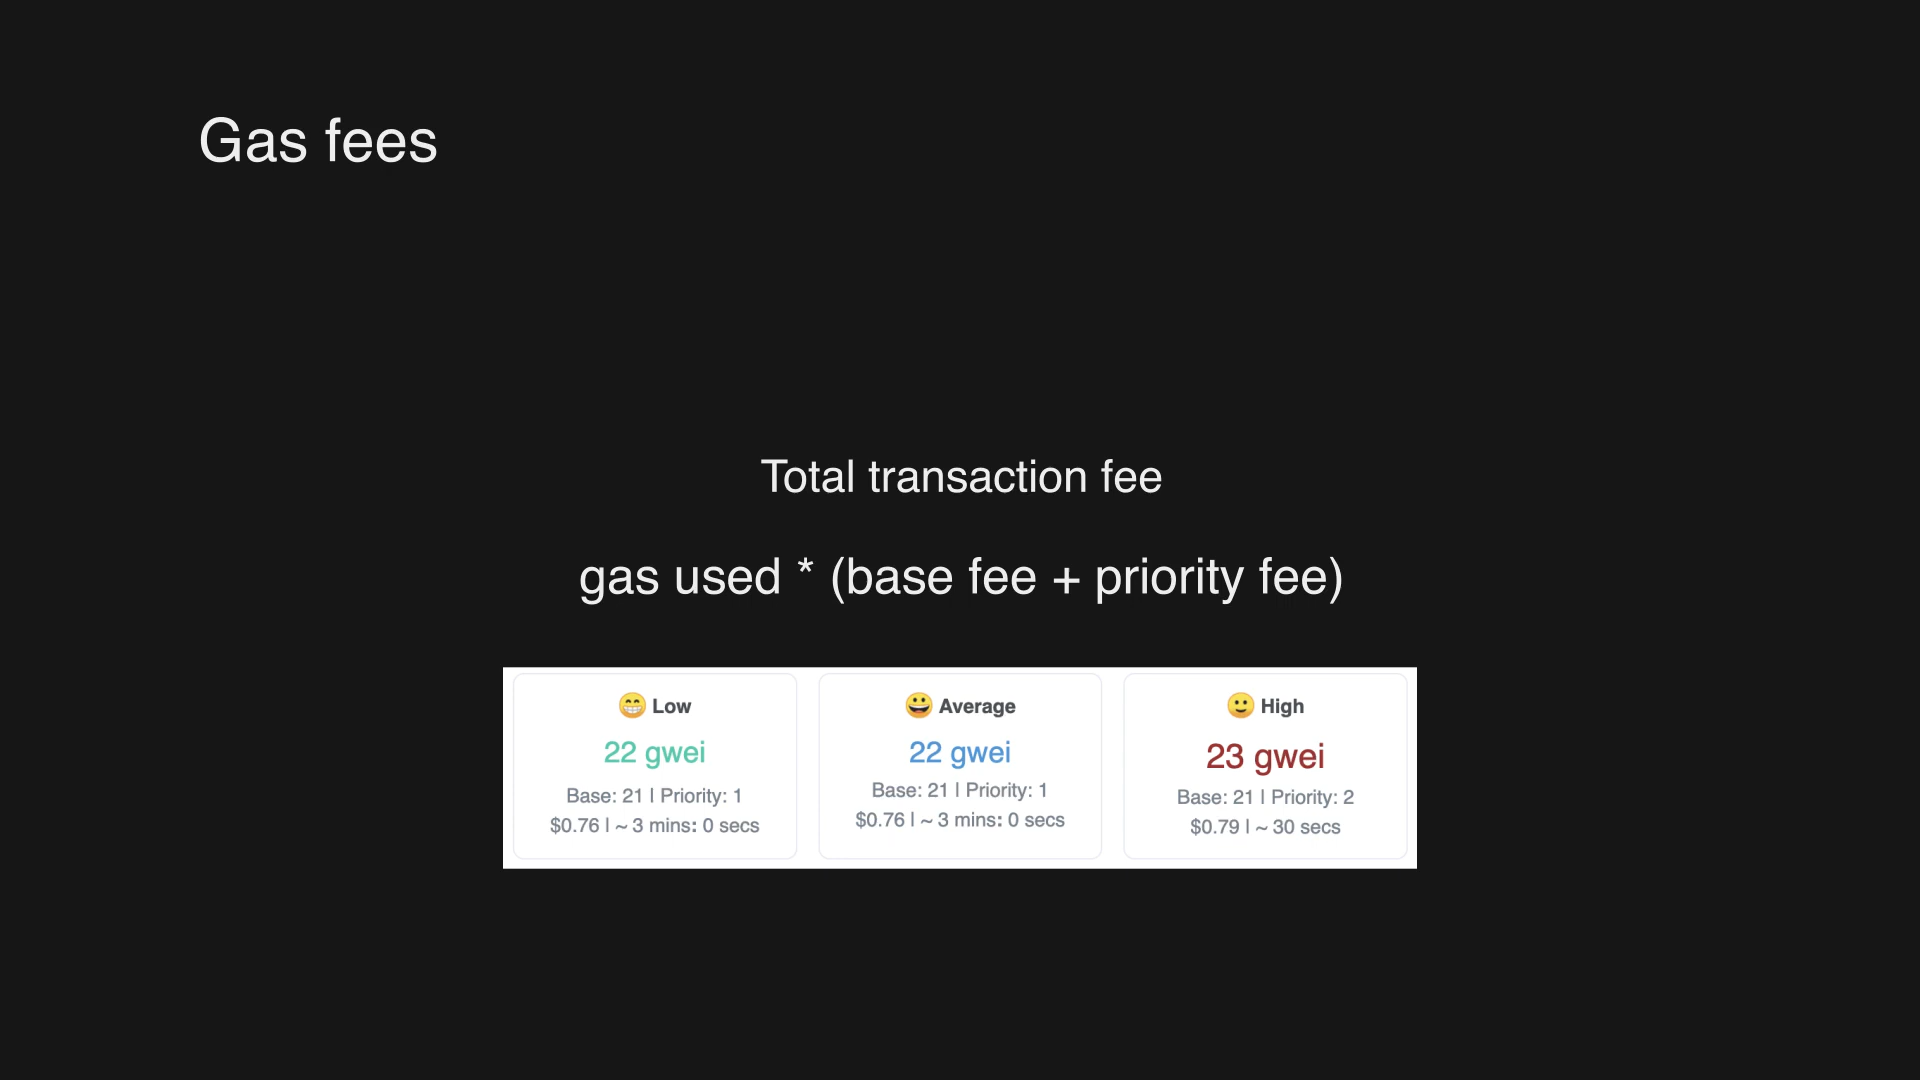 Gas fees
Total transaction fee
gas used * (base fee + priority fee)
😁 Low
22 gwei
Base: 21 | Priority: 1
$0.76 | ~ 3 mins: 0 secs
😀 Average
22 gwei
Base: 21 | Priority: 1
$0.76 | ~ 3 mins: 0 secs
🙂 High
23 gwei
Base: 21 | Priority: 2
$0.79 | ~ 30 secs